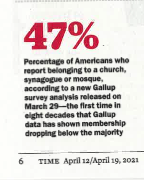 47%
Percentage of Americans who
report belonging to a church,
synagogue or mosque,
according to a new Gallup
survey analysis released on
March 29—the first time in
eight decades that Gallup
data has shown membership
dropping below the majority
6 TIME April 12/April 19, 2021